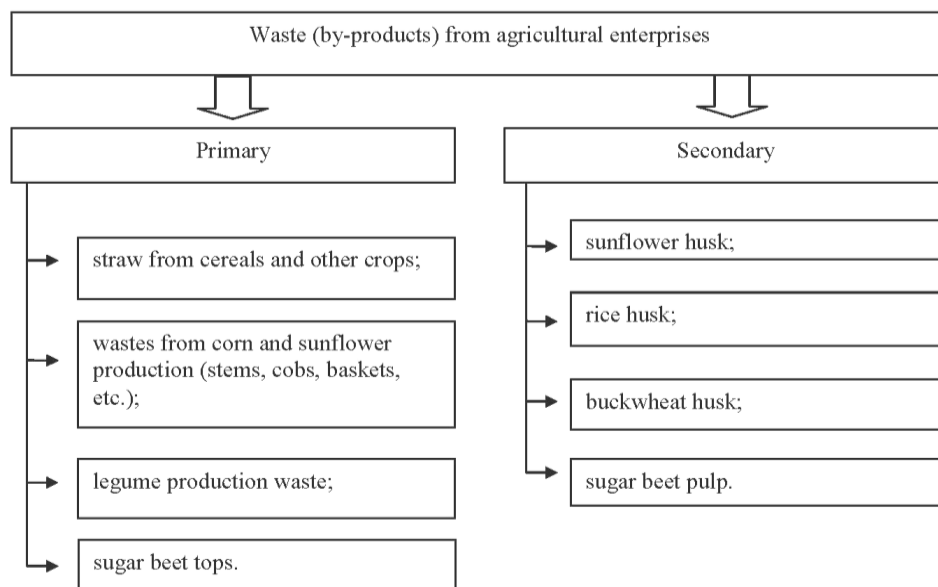 Waste (by-products) from agricultural enterprises
Primary
straw from cereals and other crops;
wastes from corn and sunflower
production (stems, cobs, baskets,
etc.);
legume production waste;
sugar beet tops.
Secondary
sunflower husk;
rice husk;
buckwheat husk;
sugar beet pulp.